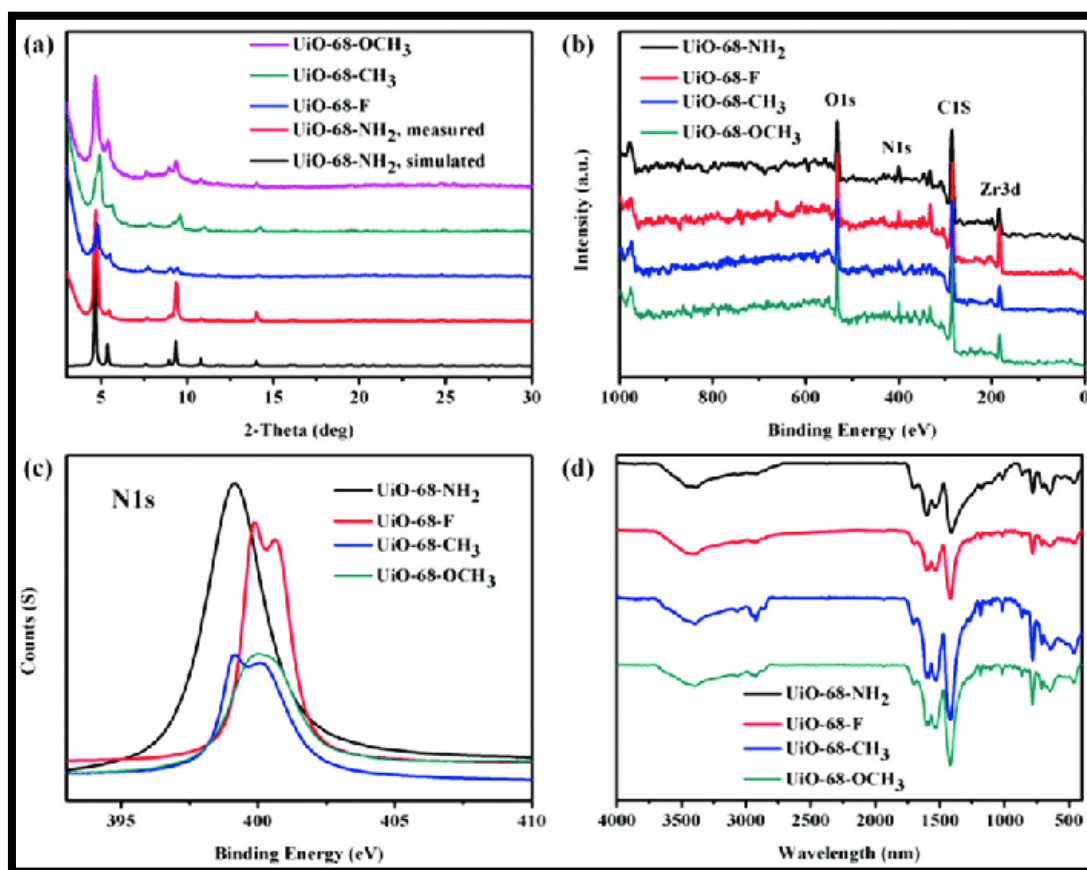 (a)
UiO-68-OCH3
UiO-68-CH3
UiO-68-F
UiO-68-NH2, measured
UiO-68-NH2, simulated
5 10 15 20 25 30
2-Theta (deg)
(b)
UiO-68-NH2
UiO-68-F
UiO-68-CH3
UiO-68-OCH3
O1s
N1s
C1S
Zr3d
Intensity (a.u.)
1000 800 600 400 200 0
Binding Energy (eV)
(c)
N1s
UiO-68-NH2
UiO-68-F
UiO-68-CH3
UiO-68-OCH3
Counts (S)
395 400 405 410
Binding Energy (eV)
(d)
UiO-68-NH2
UiO-68-F
UiO-68-CH3
UiO-68-OCH3
4000 3500 3000 2500 2000 1500 1000 500
Wavelength (nm)